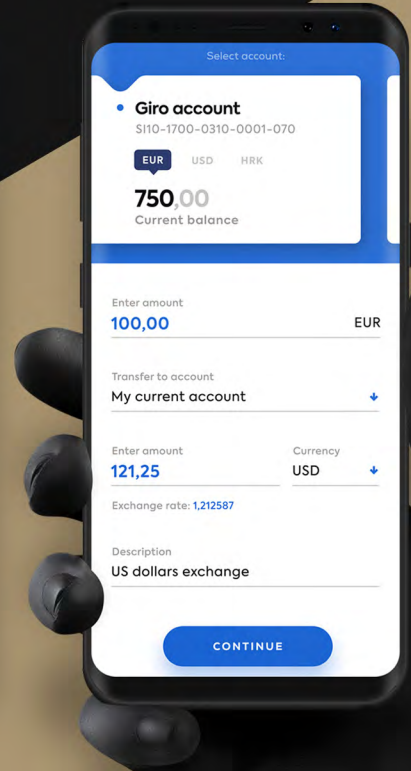 Select account:
Giro account
SI10-1700-0310-0001-070
EUR USD HRK
750,00
Current balance
Enter amount
100,00 EUR
Transfer to account
My current account
Enter amount Currency
121,25 USD
Exchange rate: 1,212587
Description
US dollars exchange
CONTINUE